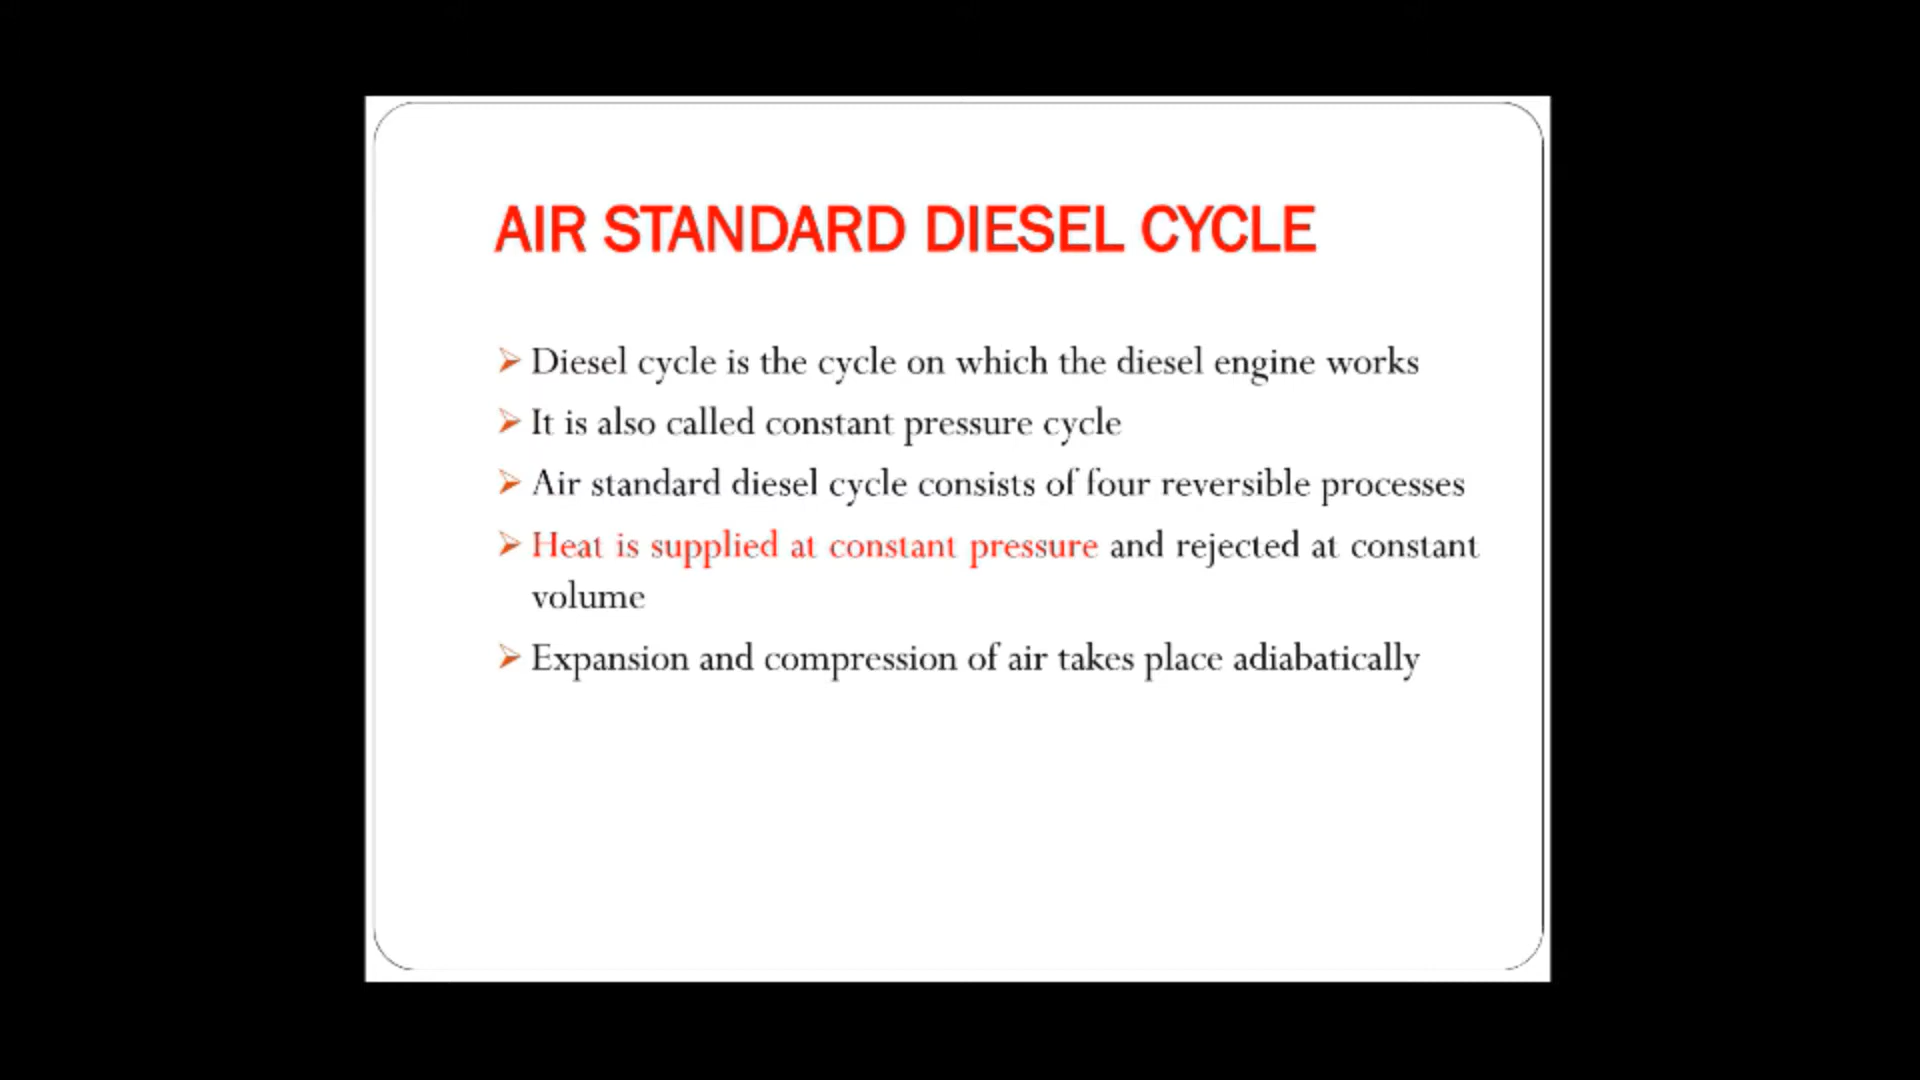 AIR STANDARD DIESEL CYCLE
Diesel cycle is the cycle on which the diesel engine works
It is also called constant pressure cycle
Air standard diesel cycle consists of four reversible processes
Heat is supplied at constant pressure and rejected at constant
volume
Expansion and compression of air takes place adiabatically